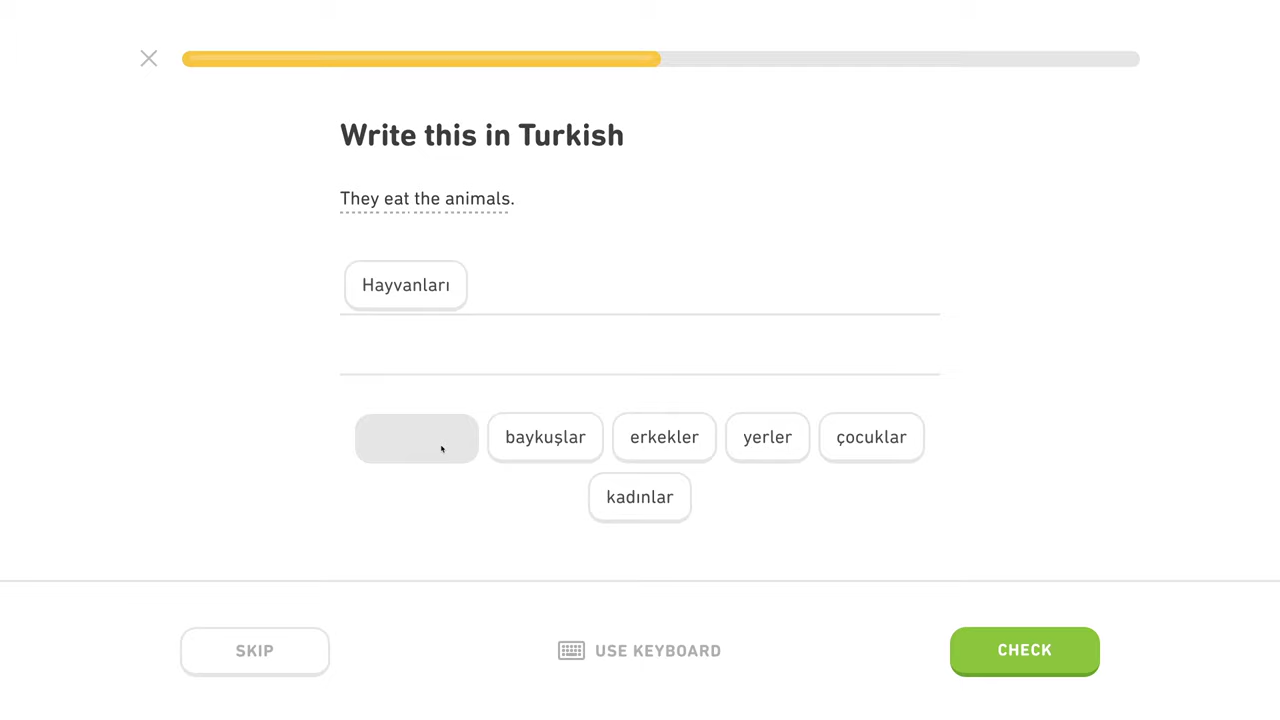 Write this in Turkish
They eat the animals.
Hayvanları
baykuşlar erkekler yerler çocuklar
kadınlar
SKIP USE KEYBOARD CHECK